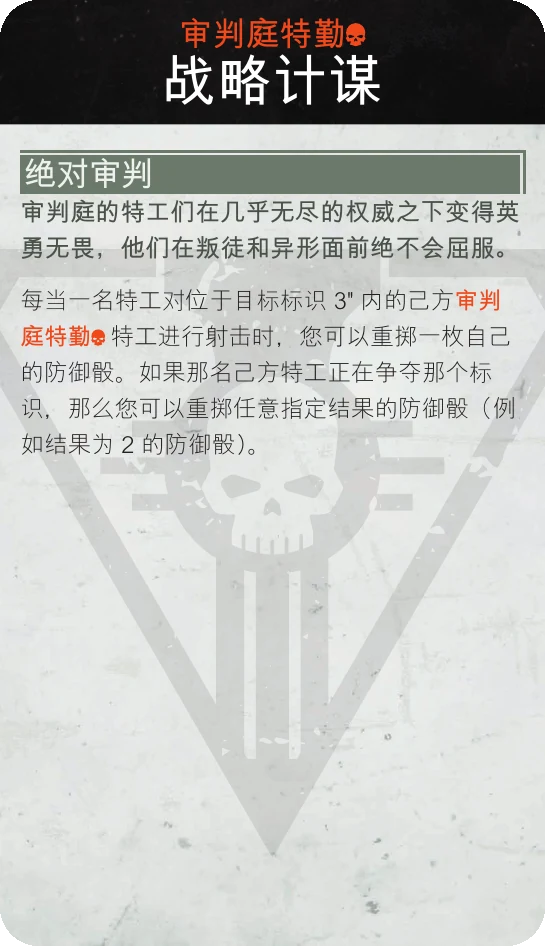 审判庭特勤
战略计谋
绝对审判
审判庭的特工们在几乎无尽的权威之下变得英
勇无畏，他们在叛徒和异形面前绝不会屈服。
每当一名特工对位于目标标识 3" 内的己方审判
庭特勤 特工进行射击时，您可以重掷一枚自己
的防御骰。如果那名己方特工正在争夺那个标
识，那么您可以重掷任意指定结果的防御骰（例
如结果为 2 的防御骰）。